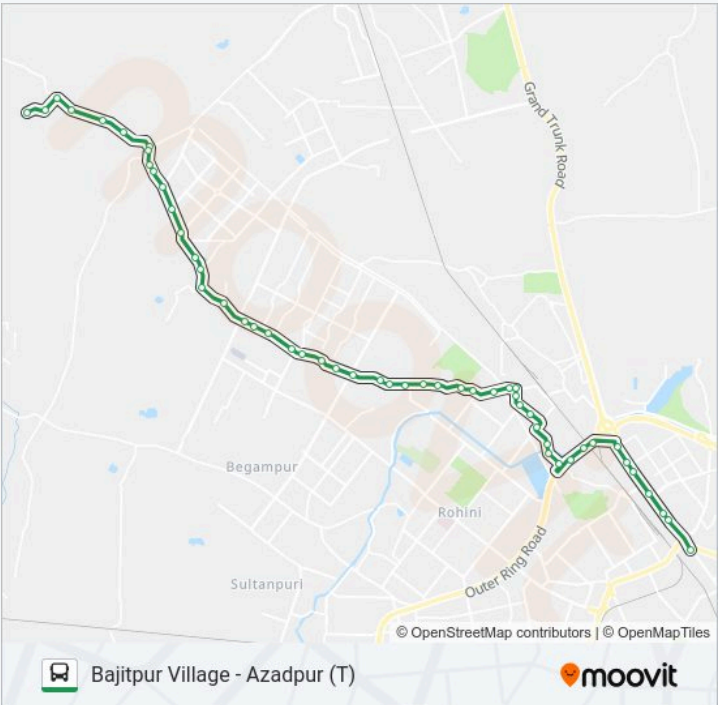 Grand Trunk Road
Begampur
Rohini
Outer Ring Road
Sultanpuri
© OpenStreetMap contributors | © OpenMapTiles
Bajitpur Village - Azadpur (T)
moovit